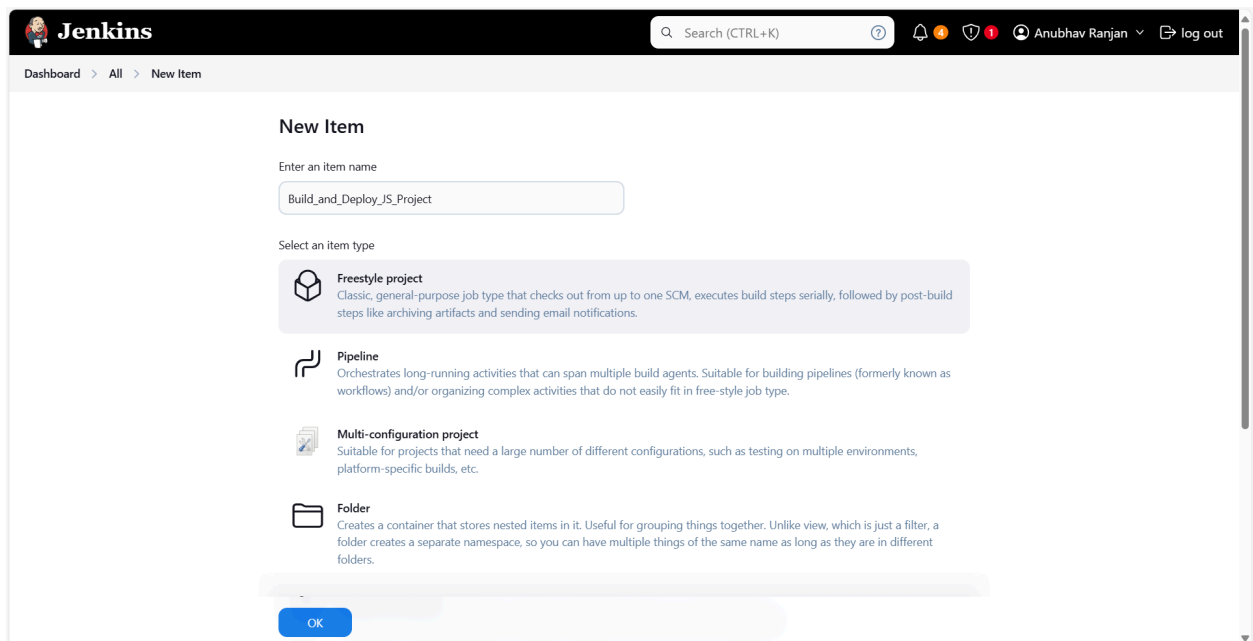 Jenkins
Search (CTRL+K)
?
4
1
Anubhav Ranjan
log out
Dashboard > All > New Item
New Item
Enter an item name
Build_and_Deploy_JS_Project
Select an item type
Freestyle project
Classic, general-purpose job type that checks out from up to one SCM, executes build steps serially, followed by post-build
steps like archiving artifacts and sending email notifications.
Pipeline
Orchestrates long-running activities that can span multiple build agents. Suitable for building pipelines (formerly known as
workflows) and/or organizing complex activities that do not easily fit in free-style job type.
Multi-configuration project
Suitable for projects that need a large number of different configurations, such as testing on multiple environments,
platform-specific builds, etc.
Folder
Creates a container that stores nested items in it. Useful for grouping things together. Unlike view, which is just a filter, a
folder creates a separate namespace, so you can have multiple things of the same name as long as they are in different
folders.
OK